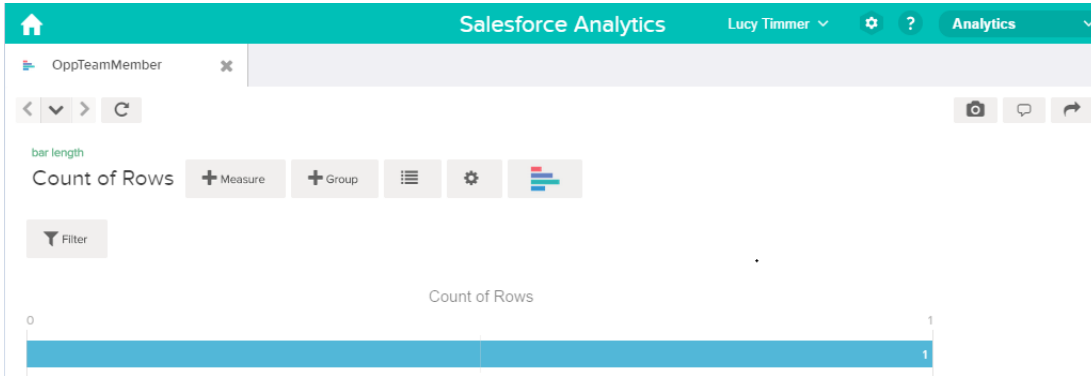 Salesforce Analytics Lucy Timmer ? Analytics
OppTeamMember
bar length
Count of Rows Measure Group
Filter
Count of Rows
0 1
1